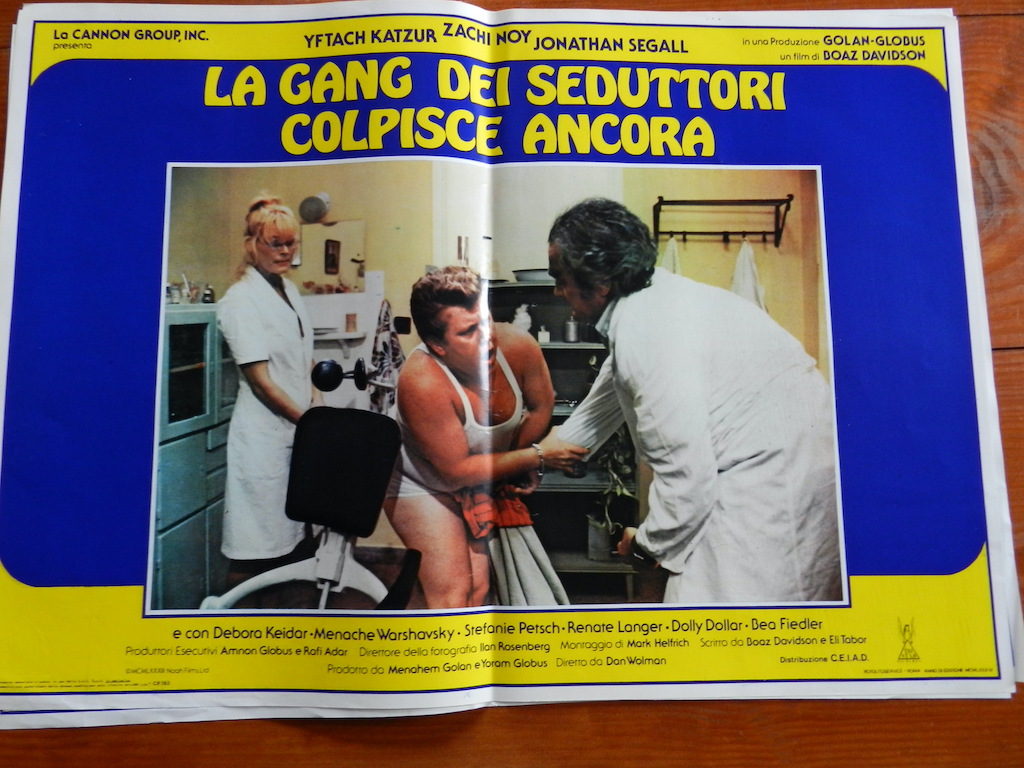 La CANNON GROUP, INC.
presenta
YFTACH KATZUR ZACHI NOY JONATHAN SEGALL
in una Produzione GOLAN-GLOBUS
un film di BOAZ DAVIDSON
LA GANG DEI SEDUTTORI
COLPISCE ANCORA
e con Debora Keidar · Menache Warshavsky · Stefanie Petsch · Renate Langer · Dolly Dollar · Bea Fiedler
Produttori Esecutivi Amnon Globus e Rafi Adar Direttore della fotografia Ilan Rosenberg Montaggio di Mark Helfrich Scritto da Boaz Davidson e Eli Tabor
Prodotto da Menahem Golan e Yoram Globus Diretto da Dan Wolman
Distribuzione C.E.I.A.D.
Noah Films Ltd